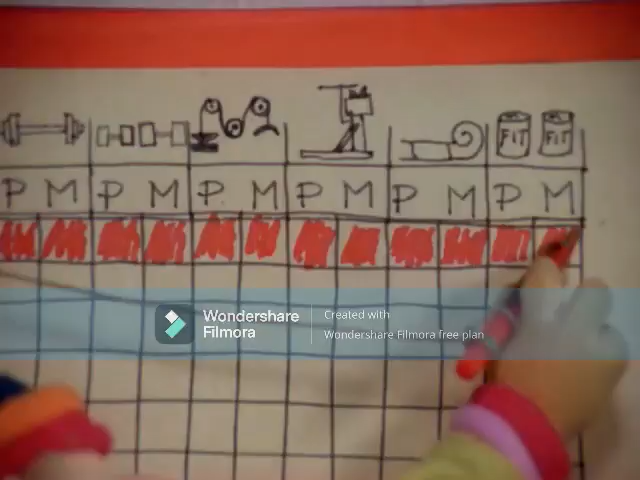 FIT FIT
P M P M P M P M P M P M
Wondershare
Filmora
Created with
Wondershare Filmora free plan